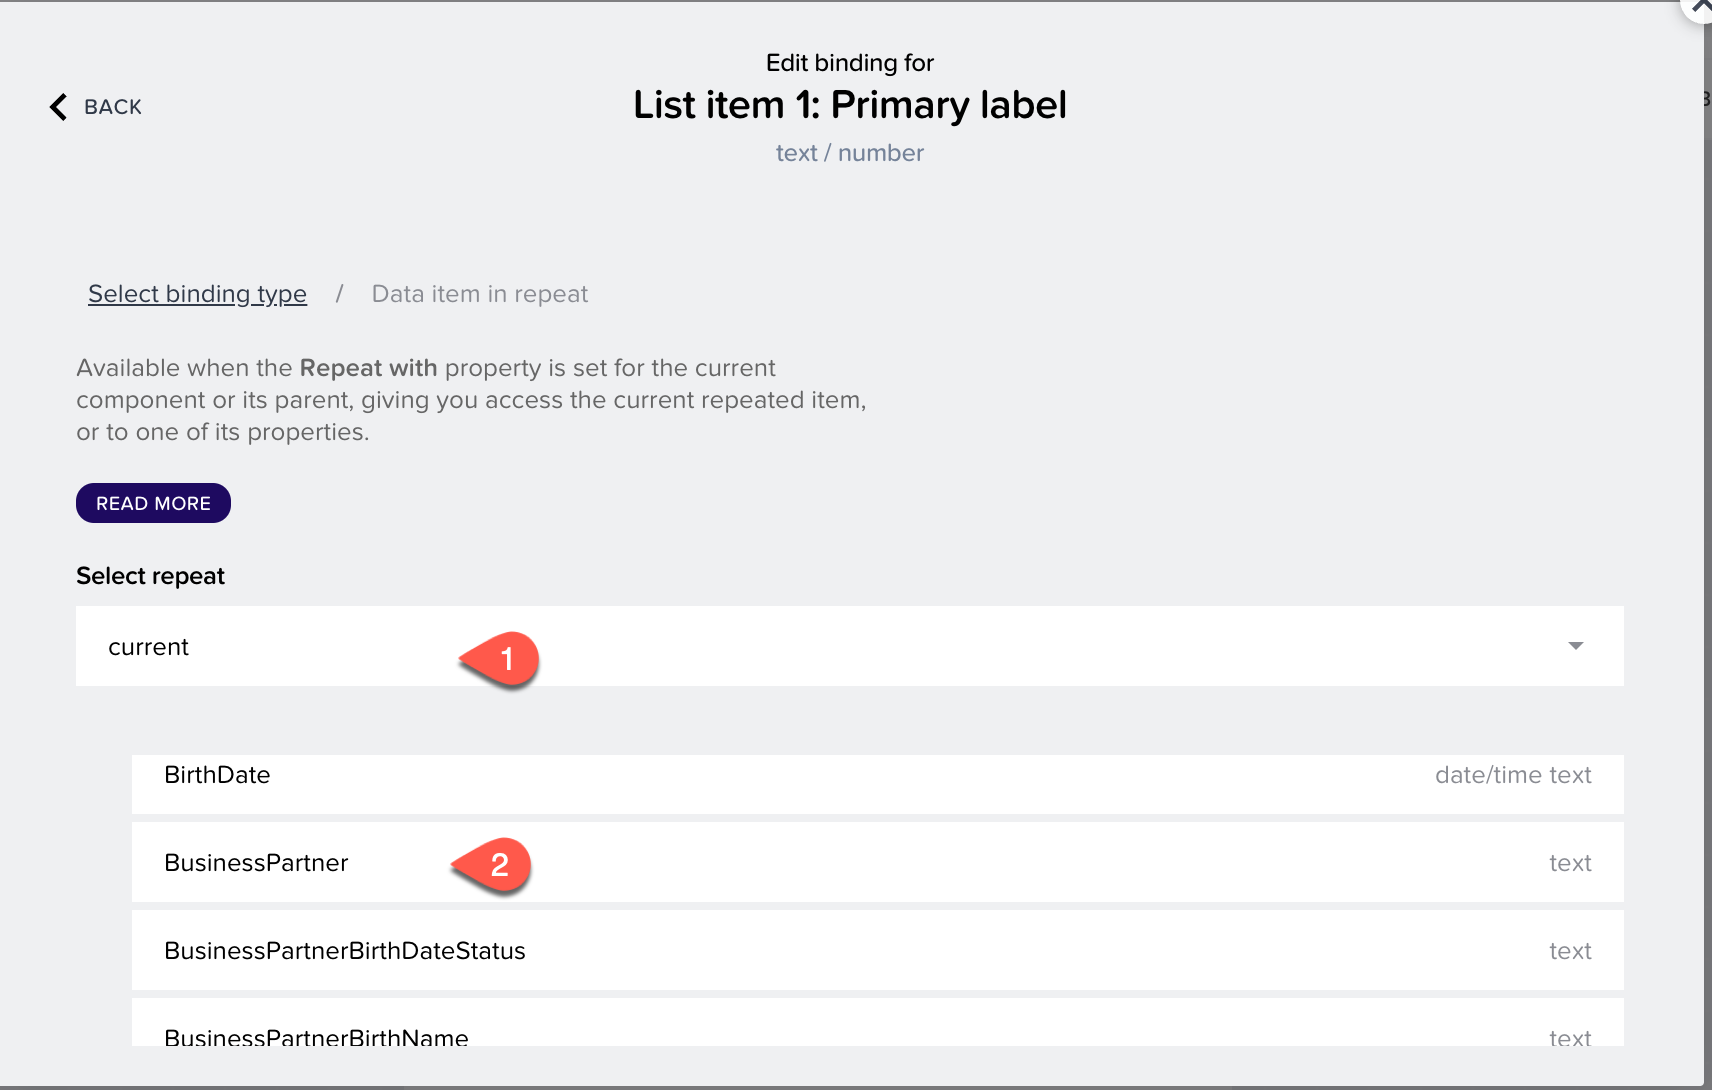 Edit binding for
BACK
List item 1: Primary label
text / number
Select binding type / Data item in repeat
Available when the Repeat with property is set for the current
component or its parent, giving you access the current repeated item,
or to one of its properties.
READ MORE
Select repeat
current
1
BirthDate date/time text
BusinessPartner 2 text
BusinessPartnerBirthDateStatus text
BusinessPartnerBirthName text